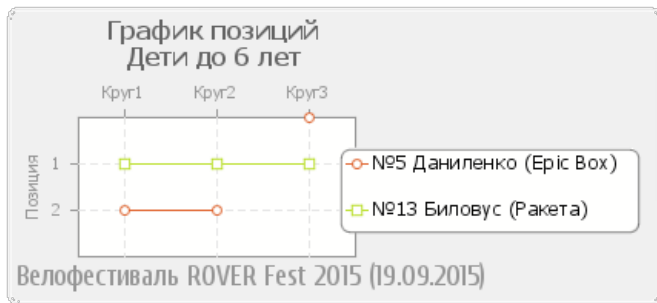 График позиций
Дети до 6 лет
Круг1 Круг2 Круг3
Позиция
1
2
№5 Даниленко (Epic Box)
№13 Биловус (Ракета)
Велофестиваль ROVER Fest 2015 (19.09.2015)